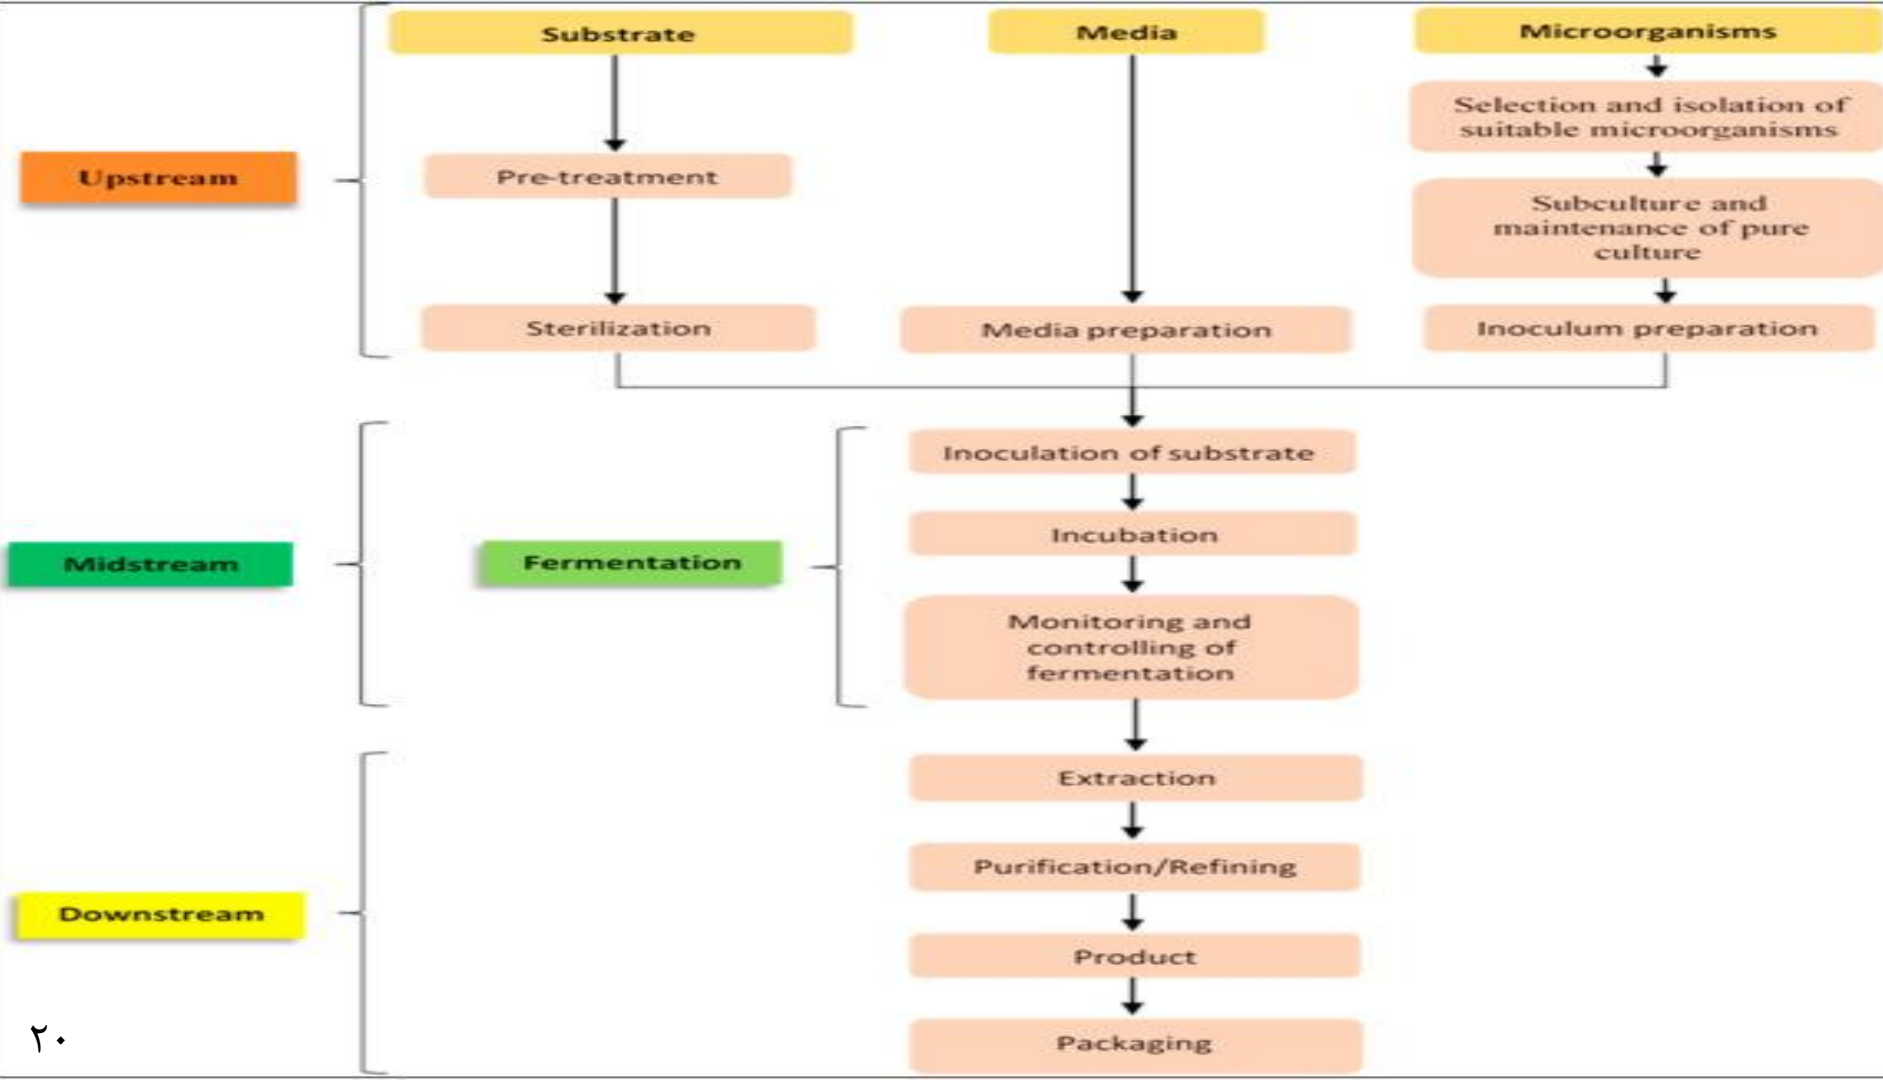 Substrate
Media
Microorganisms
Selection and isolation of
suitable microorganisms
Upstream
Pre-treatment
Subculture and
maintenance of pure
culture
Sterilization
Media preparation
Inoculum preparation
Inoculation of substrate
Incubation
Midstream
Fermentation
Monitoring and
controlling of
fermentation
Extraction
Purification/Refining
Downstream
Product
Packaging
۲۰